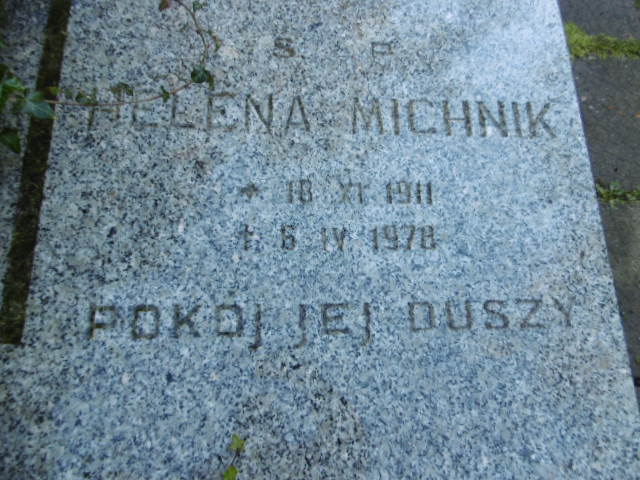 S. P.
HELENA MICHNIK
* 18 XI 1911
† 6 IV 1978
POKOJ JEJ DUSZY